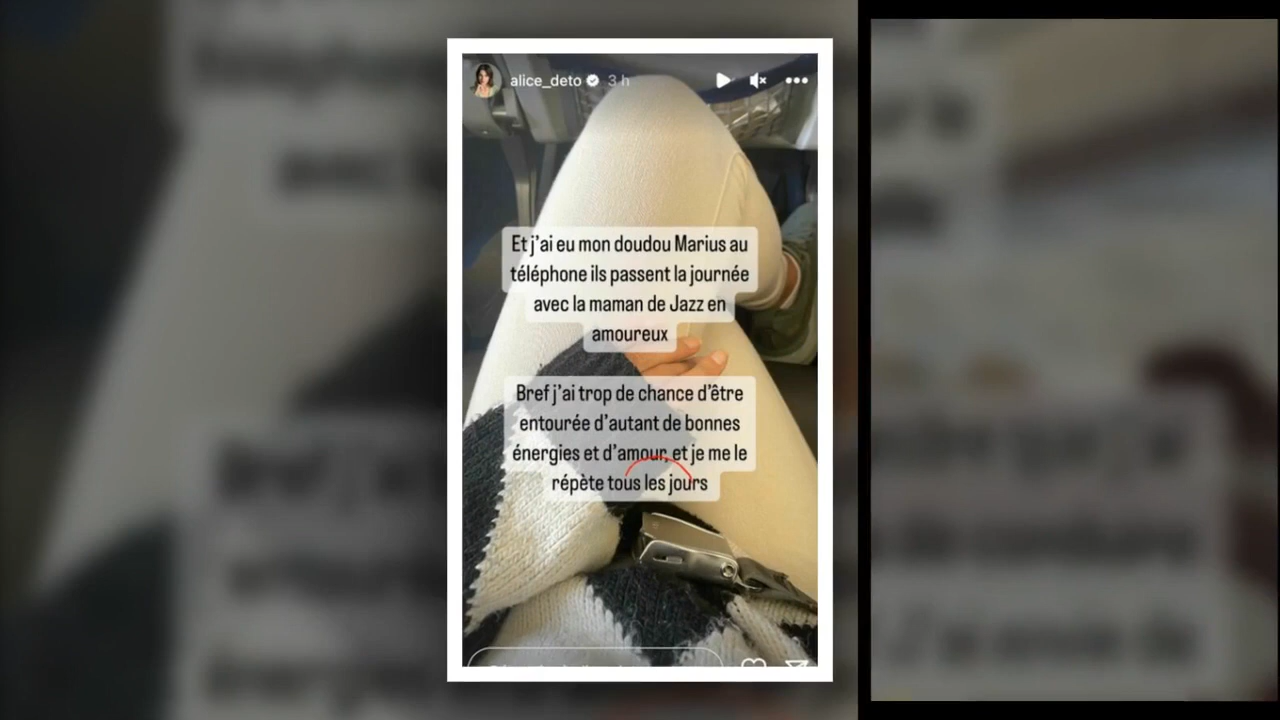 alice_deto 3 h
Et j'ai eu mon doudou Marius au
téléphone ils passent la journée
avec la maman de Jazz en
amoureux
Bref j'ai trop de chance d'être
entourée d'autant de bonnes
énergies et d'amour et je me le
répète tous les jours